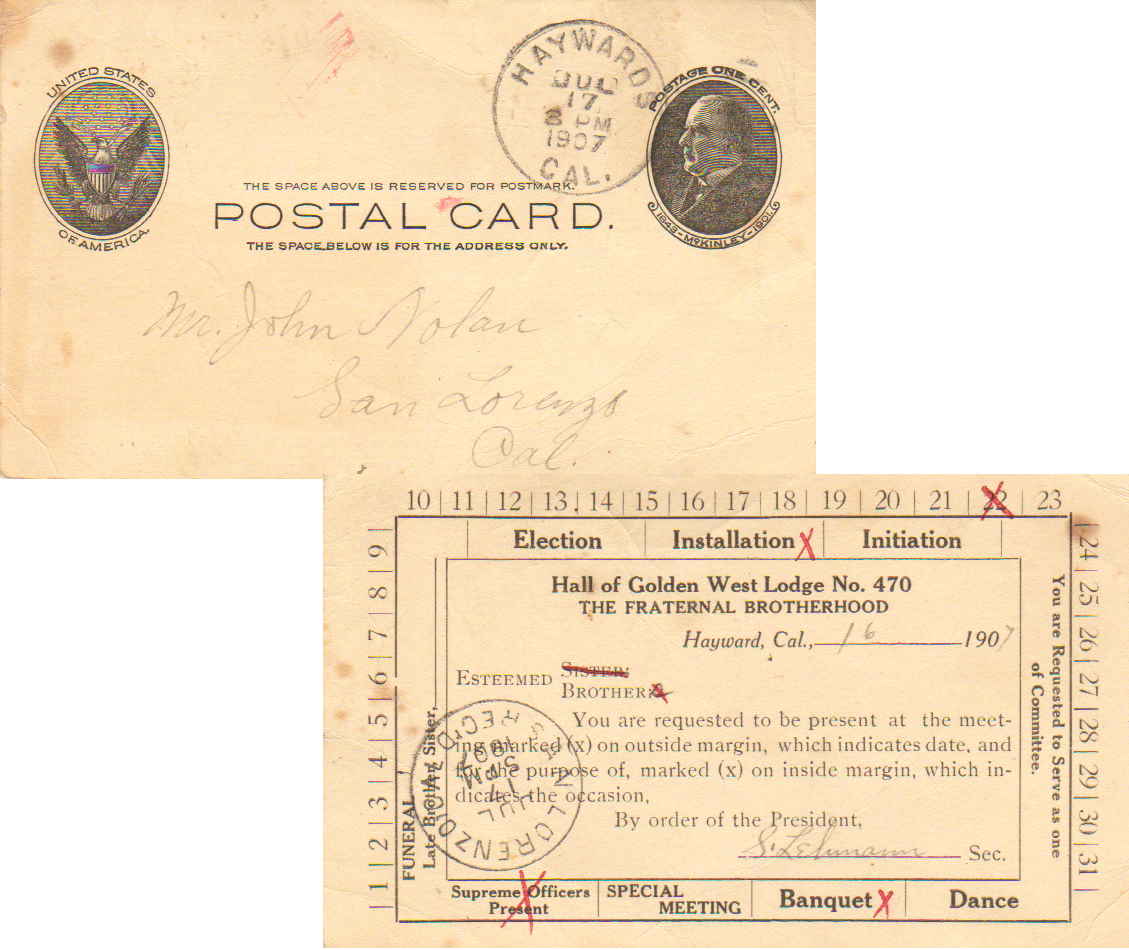 UNITED STATES
OF AMERICA.
HAYWARDS
JUL
17
8 PM
1907
CAL.
POSTAGE ONE CENT.
1843-McKINLEY-1901.
THE SPACE ABOVE IS RESERVED FOR POSTMARK.
POSTAL CARD.
THE SPACE BELOW IS FOR THE ADDRESS ONLY.
Mr. John Nolan
San Lorenzo
Cal.
10 | 11 | 12 | 13 | 14 | 15 | 16 | 17 | 18 | 19 | 20 | 21 | 22 | 23
X
Election | Installation X | Initiation
Hall of Golden West Lodge No. 470
THE FRATERNAL BROTHERHOOD
Hayward, Cal., 16 1907
ESTEEMED SISTER:
BROTHER: x
You are requested to be present at the meet-
ing marked (x) on outside margin, which indicates date, and
for the purpose of, marked (x) on inside margin, which in-
dicates the occasion,
By order of the President,
S. Lehmann Sec.
SAN LORENZO, CAL. REC'D
JUL
17
5 PM
1907
| 1 | 2 | 3 | 4 | 5 | 6 | 7 | 8 | 9 |
FUNERAL
Late Brother, Sister,
You are Requested to Serve as one
of Committee.
| 24 | 25 | 26 | 27 | 28 | 29 | 30 | 31 |
Supreme Officers
Present
X
SPECIAL
MEETING
Banquet X
Dance